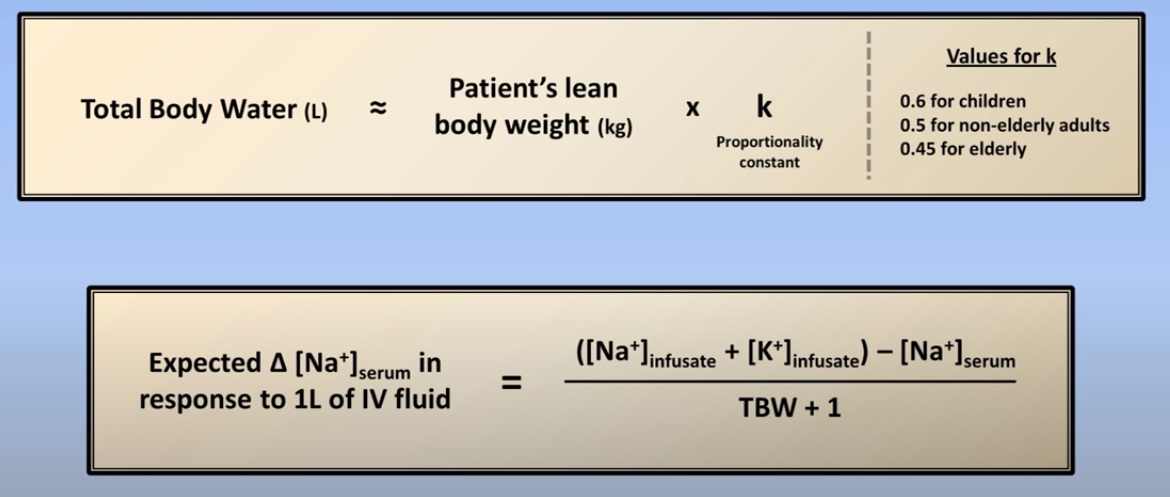 Total Body Water (L) ≈ Patient's lean body weight (kg) x k
Proportionality
constant
Values for k
0.6 for children
0.5 for non-elderly adults
0.45 for elderly
Expected Δ [Na⁺]serum in
response to 1L of IV fluid
=
([Na⁺]infusate + [K⁺]infusate) – [Na⁺]serum
TBW + 1